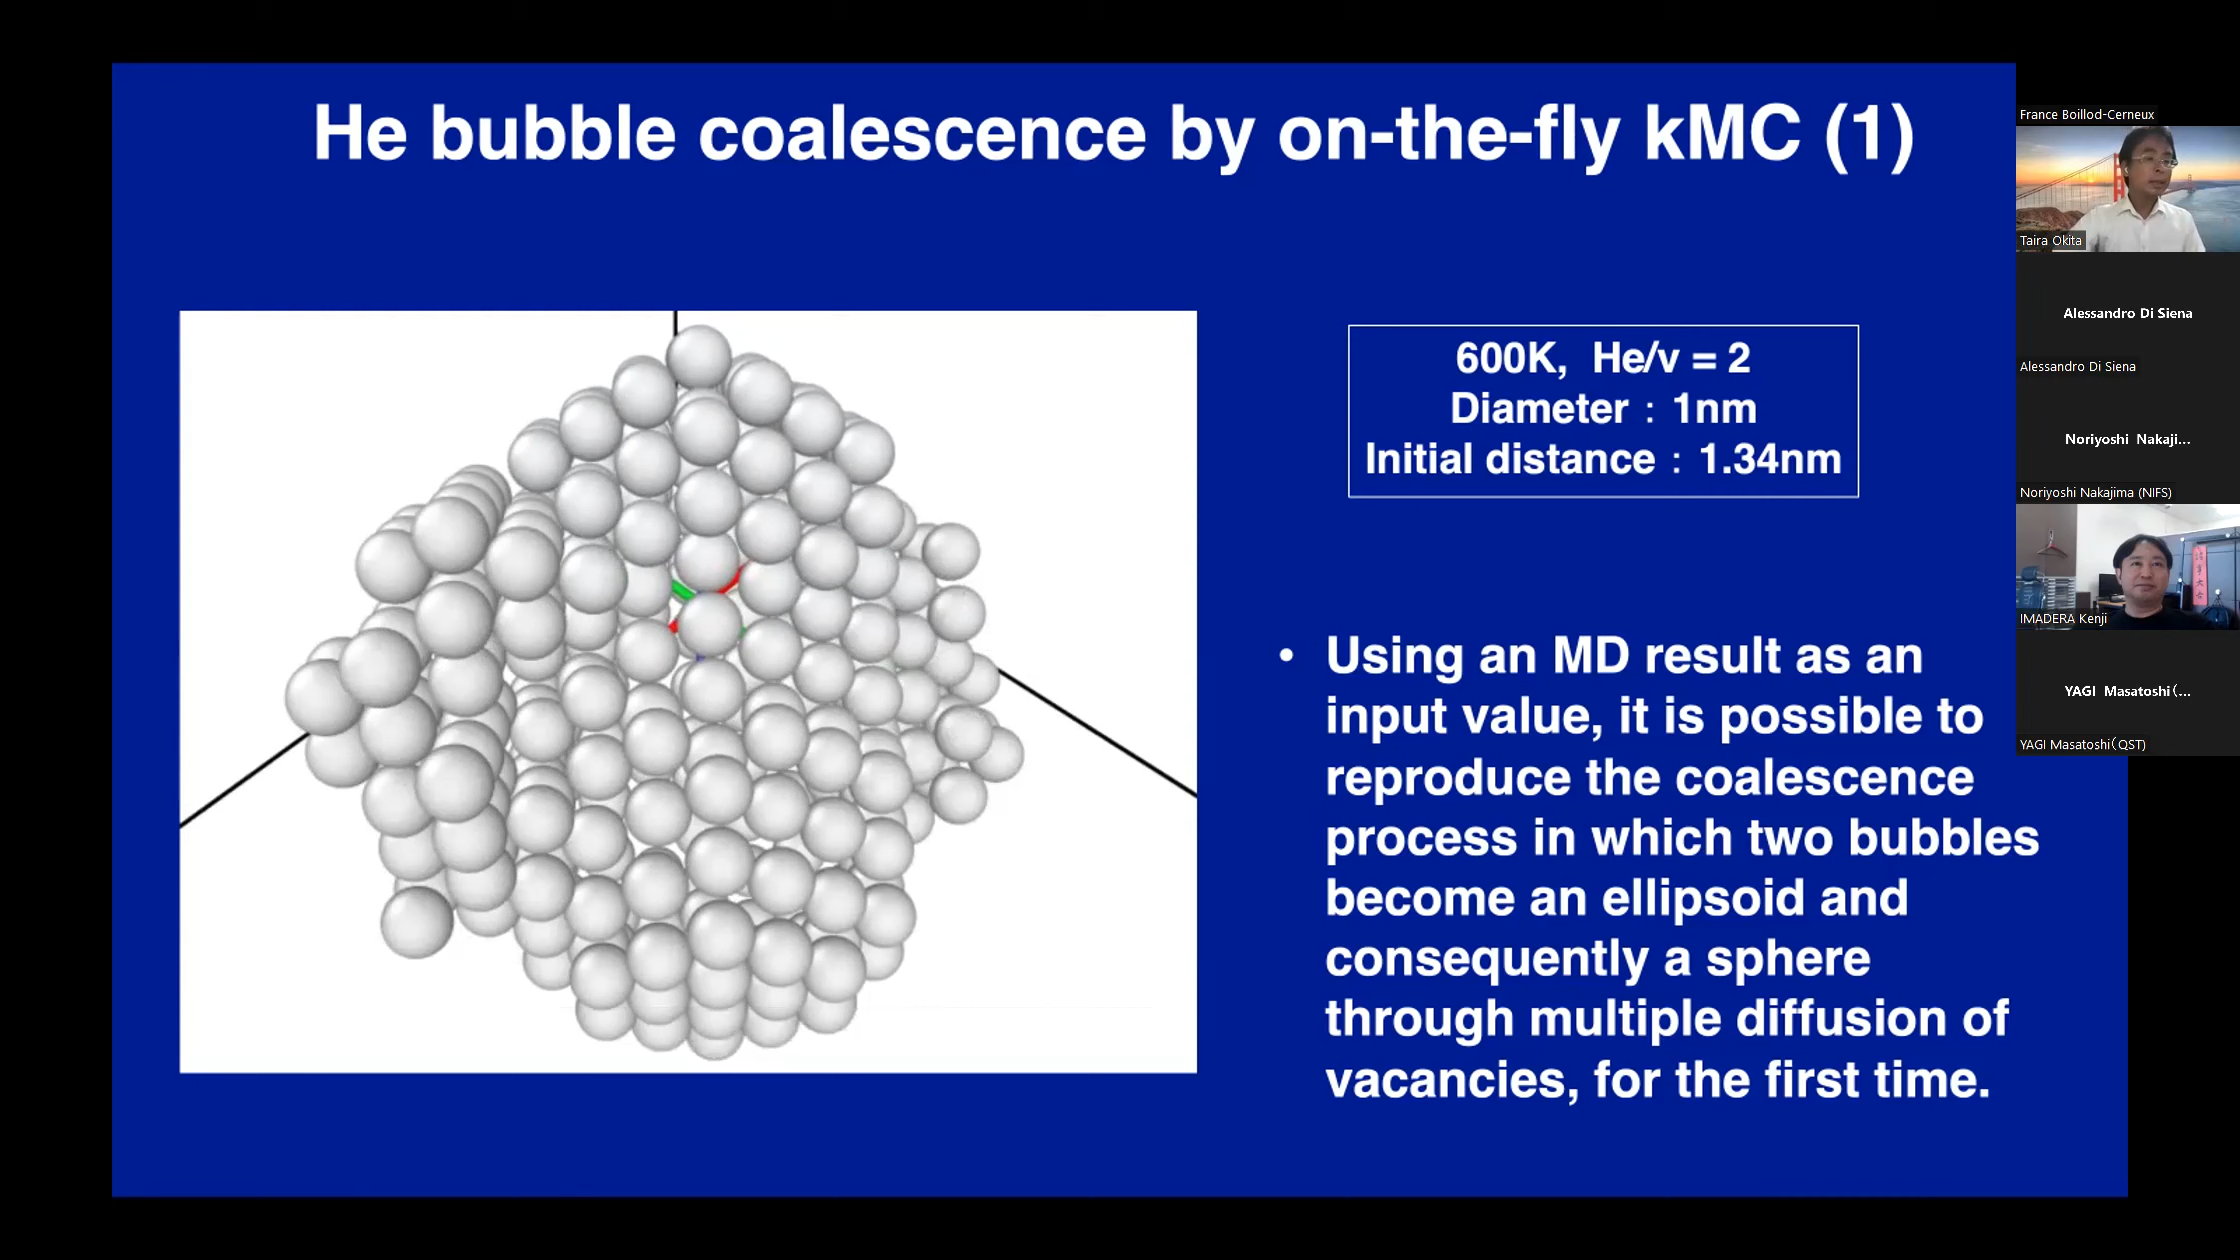 He bubble coalescence by on-the-fly kMC (1)
600K, He/v = 2
Diameter : 1nm
Initial distance : 1.34nm
• Using an MD result as an
input value, it is possible to
reproduce the coalescence
process in which two bubbles
become an ellipsoid and
consequently a sphere
through multiple diffusion of
vacancies, for the first time.
France Boillod-Cerneux
Taira Okita
Alessandro Di Siena
Alessandro Di Siena
Noriyoshi Nakaji...
Noriyoshi Nakajima (NIFS)
IMADERA Kenji
YAGI Masatoshi(...
YAGI Masatoshi(QST)